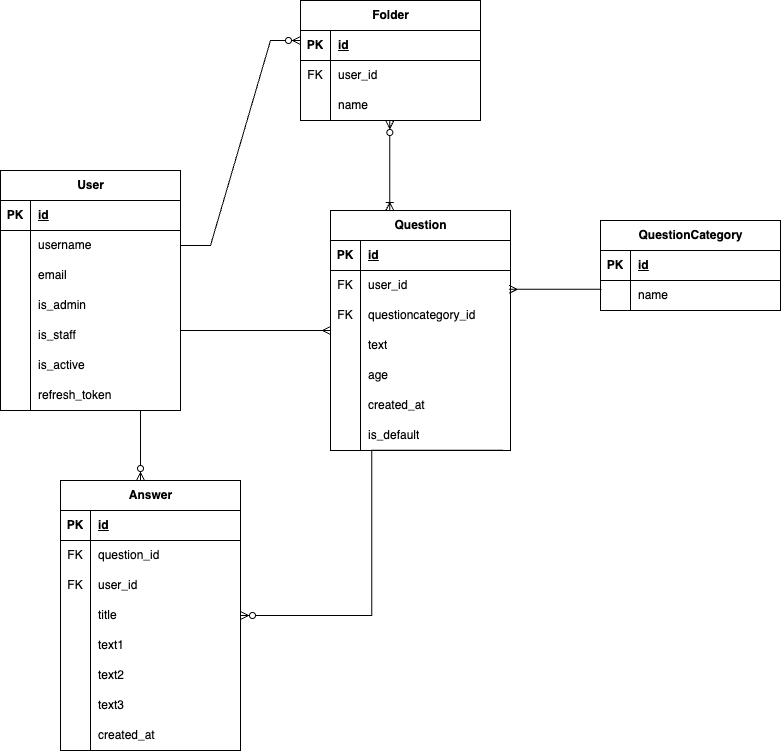 Folder
PK id
FK user_id
name
User
PK id
username
email
is_admin
is_staff
is_active
refresh_token
Question
PK id
FK user_id
FK questioncategory_id
text
age
created_at
is_default
QuestionCategory
PK id
name
Answer
PK id
FK question_id
FK user_id
title
text1
text2
text3
created_at